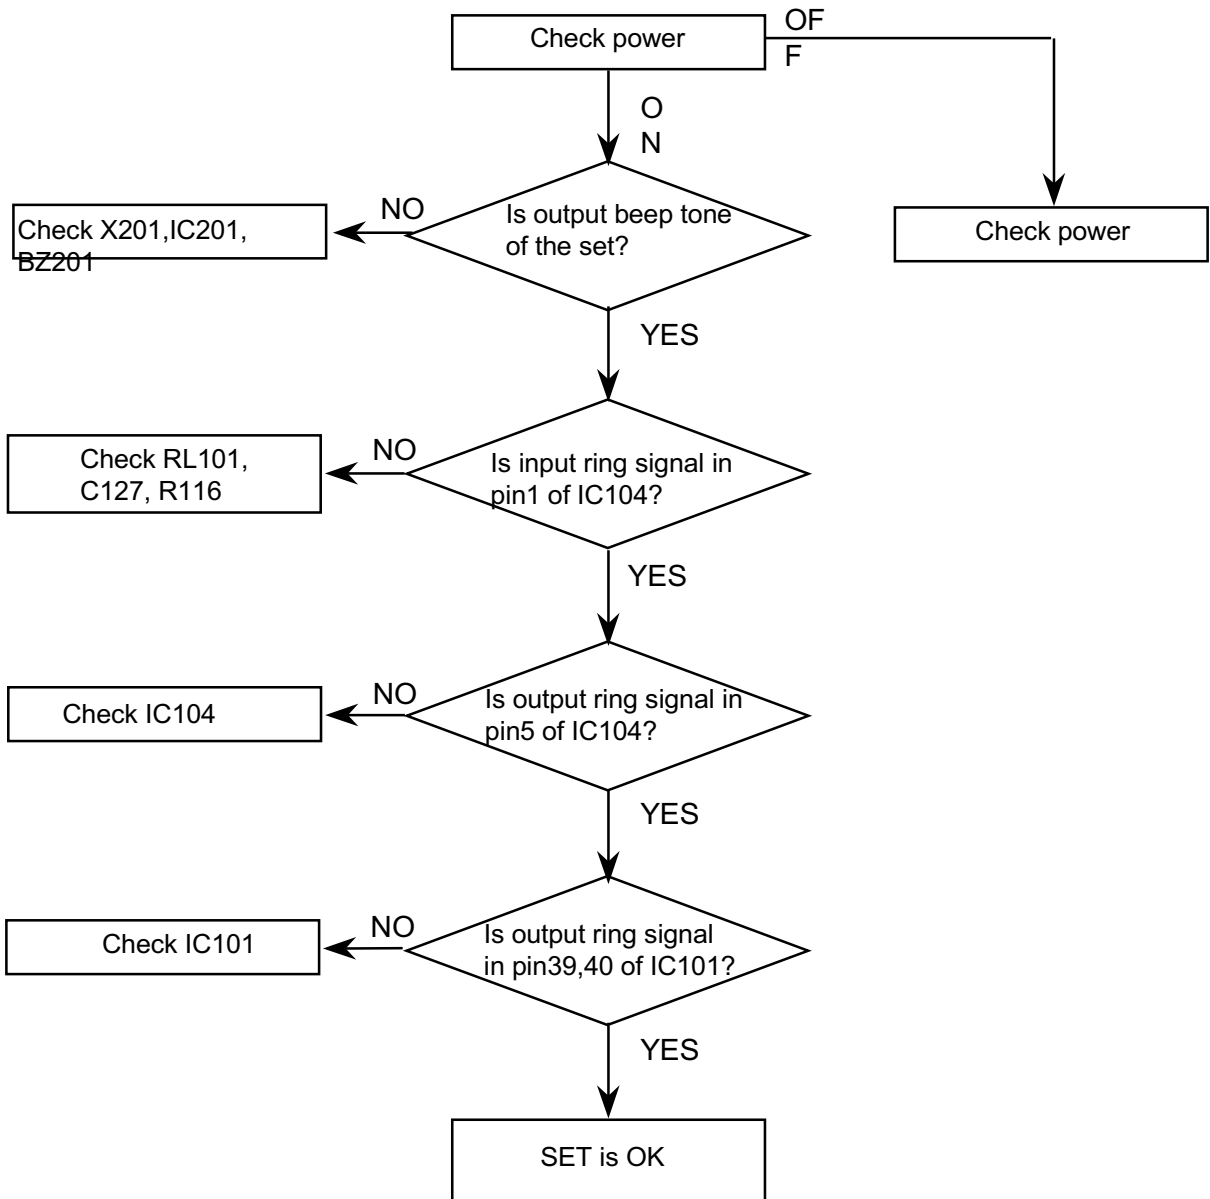 Check power
OF
F
O
N
Is output beep tone
of the set?
NO
Check X201,IC201,
BZ201
Check power
YES
Is input ring signal in
pin1 of IC104?
NO
Check RL101,
C127, R116
YES
Is output ring signal in
pin5 of IC104?
NO
Check IC104
YES
Is output ring signal
in pin39,40 of IC101?
NO
Check IC101
YES
SET is OK